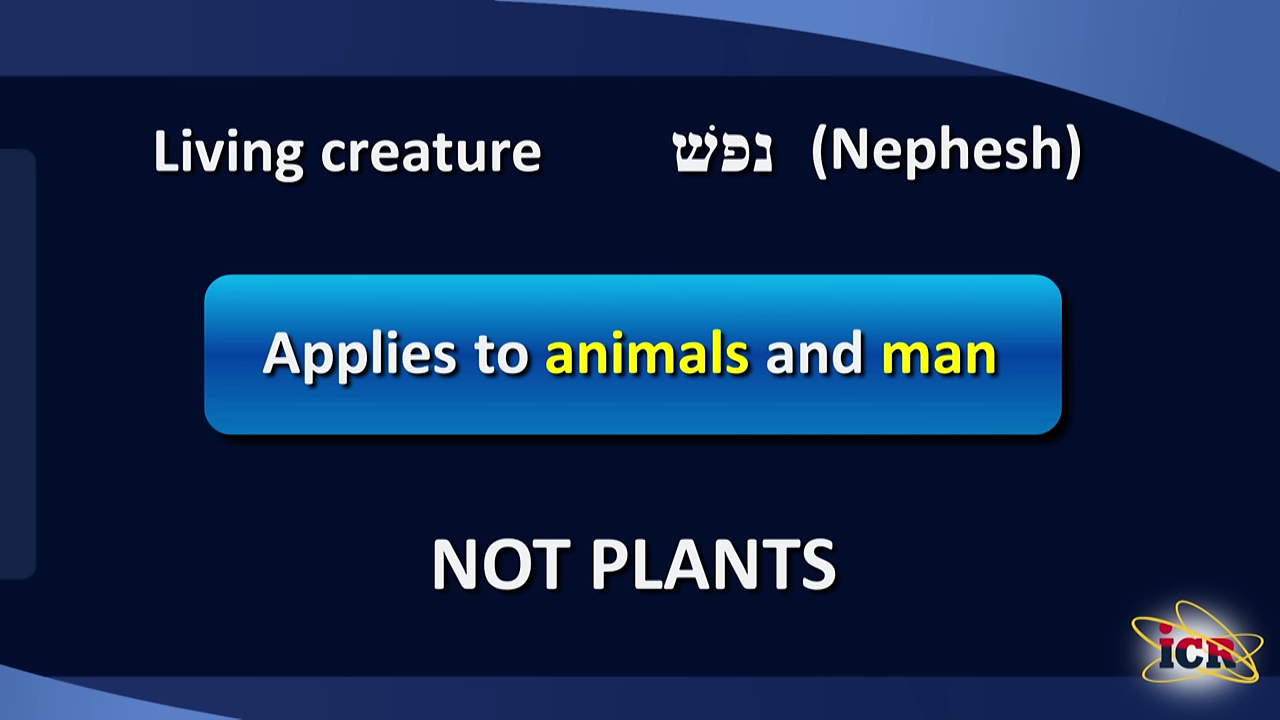 Living creature נפשׁ (Nephesh)
Applies to animals and man
NOT PLANTS
iCR